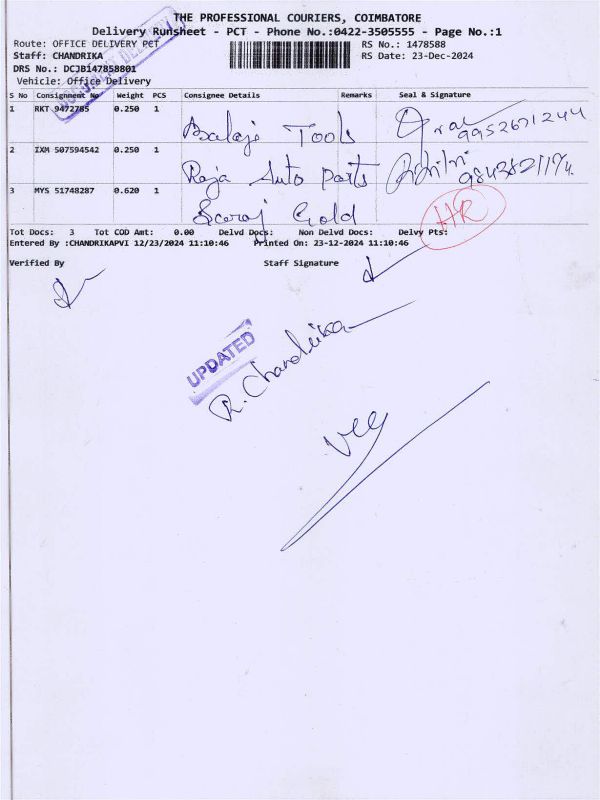 THE PROFESSIONAL COURIERS, COIMBATORE
Delivery Runsheet - PCT - Phone No.:0422-3505555 - Page No.:1
Route: OFFICE DELIVERY PCT
RS No.: 1478588
Staff: CHANDRIKA
RS Date: 23-Dec-2024
DRS No.: DCJB147858801
Vehicle: Office Delivery
S No Consignment No Weight PCS Consignee Details Remarks Seal & Signature
1 RKT 9472785 0.250 1
Balaji Tools 9952671244
2 IXM 507594542 0.250 1
Raja Auto parts
3 MYS 51748287 0.620 1
Gold
HR
Tot Docs: 3 Tot COD Amt: 0.00 Delvd Docs: Non Delvd Docs: Delvy Pts:
Entered By :CHANDRIKAPVI 12/23/2024 11:10:46 Printed On: 23-12-2024 11:10:46
Verified By Staff Signature
UPDATED
R. Chandrika